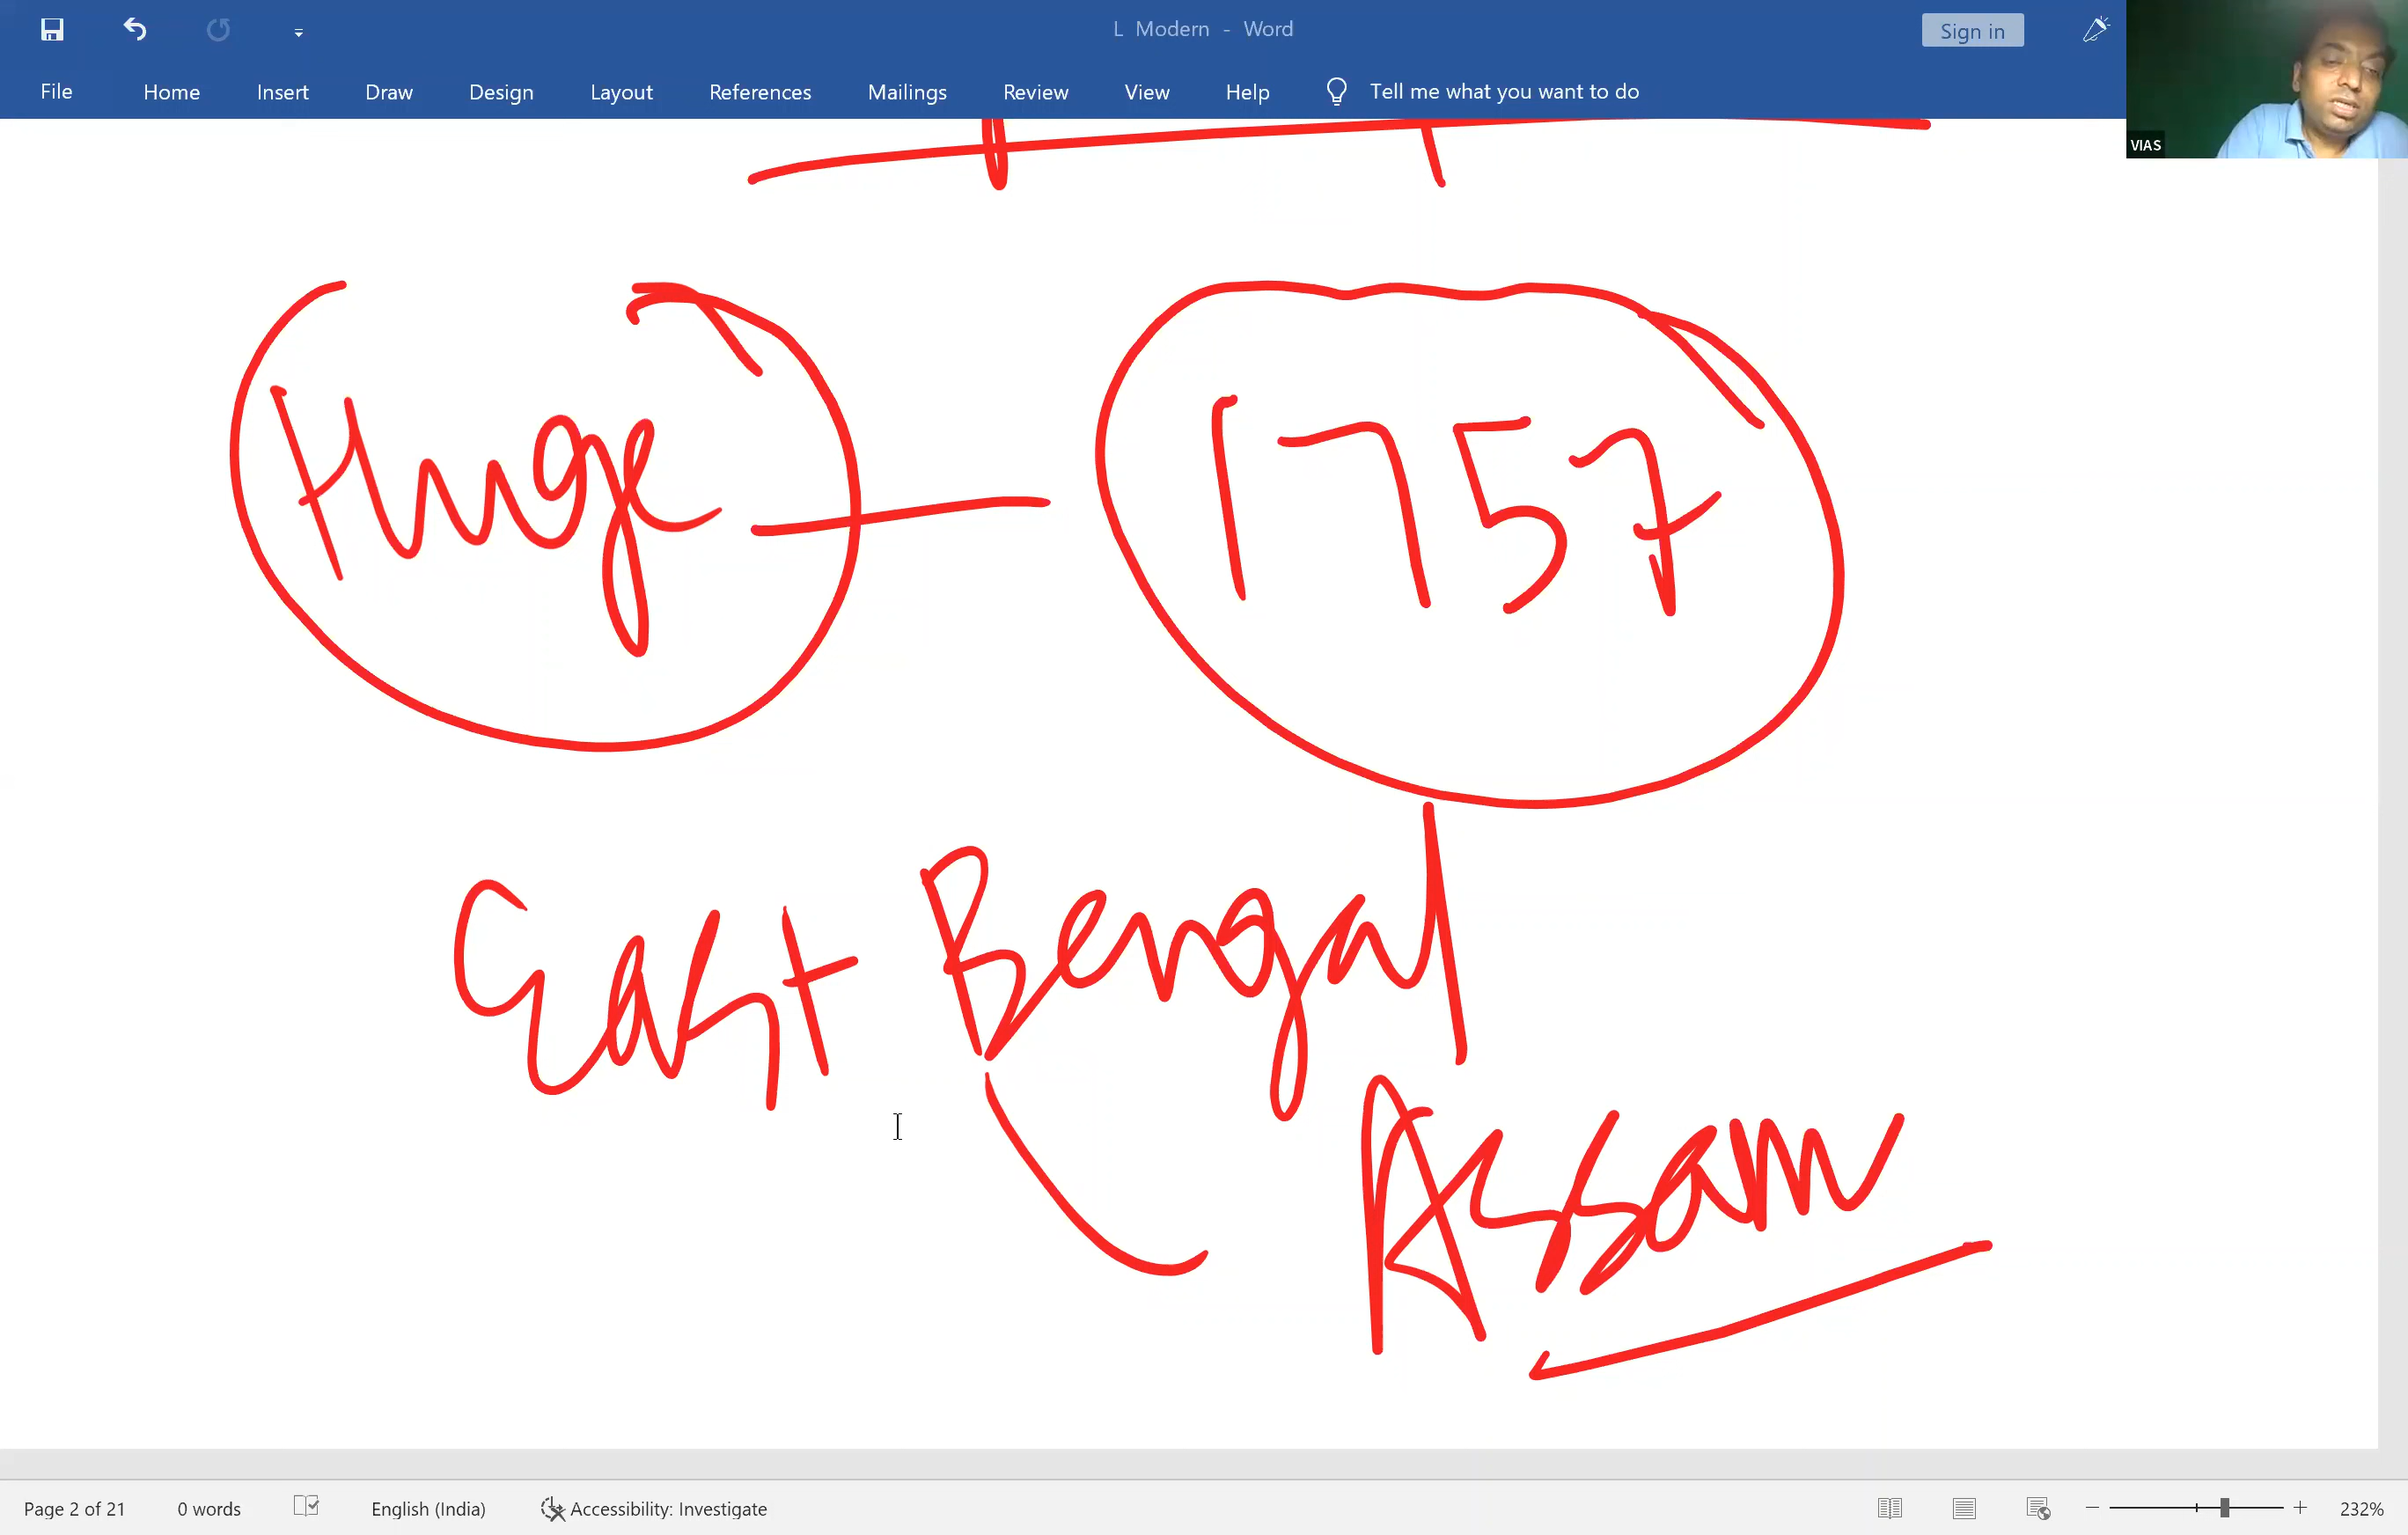 L Modern - Word
Sign in
File Home Insert Draw Design Layout References Mailings Review View Help Tell me what you want to do
VIAS
Huge - 1757
East Bengal
Assam
Page 2 of 21 0 words English (India) Accessibility: Investigate 232%